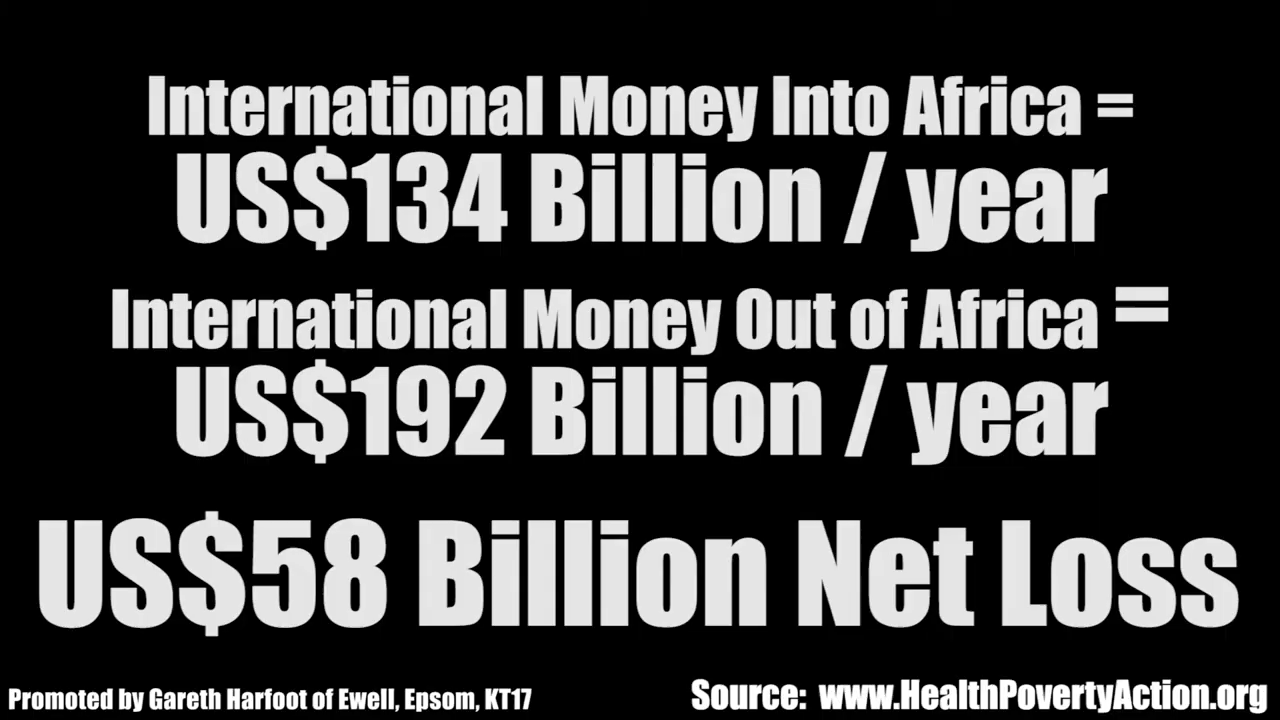 International Money Into Africa =
US$134 Billion / year
International Money Out of Africa =
US$192 Billion / year
US$58 Billion Net Loss
Promoted by Gareth Harfoot of Ewell, Epsom, KT17
Source: www.HealthPovertyAction.org